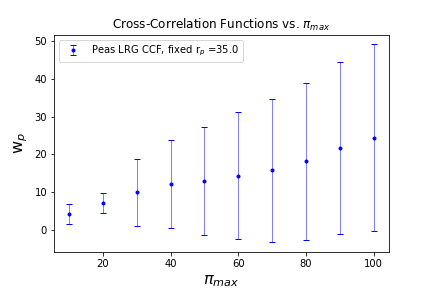 Cross-Correlation Functions vs. π_max
Peas LRG CCF, fixed r_p =35.0
w_p
50
40
30
20
10
0
20 40 60 80 100
π_max